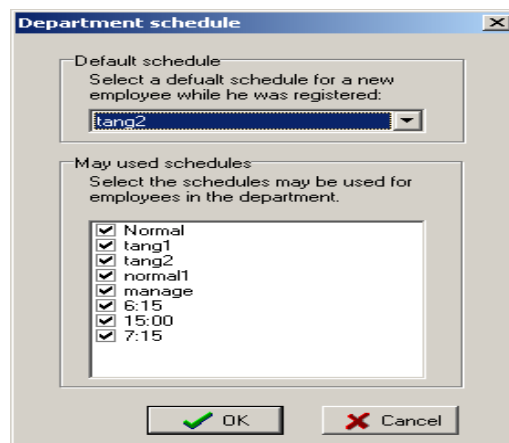 Department schedule
Default schedule
Select a defualt schedule for a new
employee while he was registered:
tang2
May used schedules
Select the schedules may be used for
employees in the department.
Normal
tang1
tang2
normal1
manage
6:15
15:00
7:15
OK
Cancel